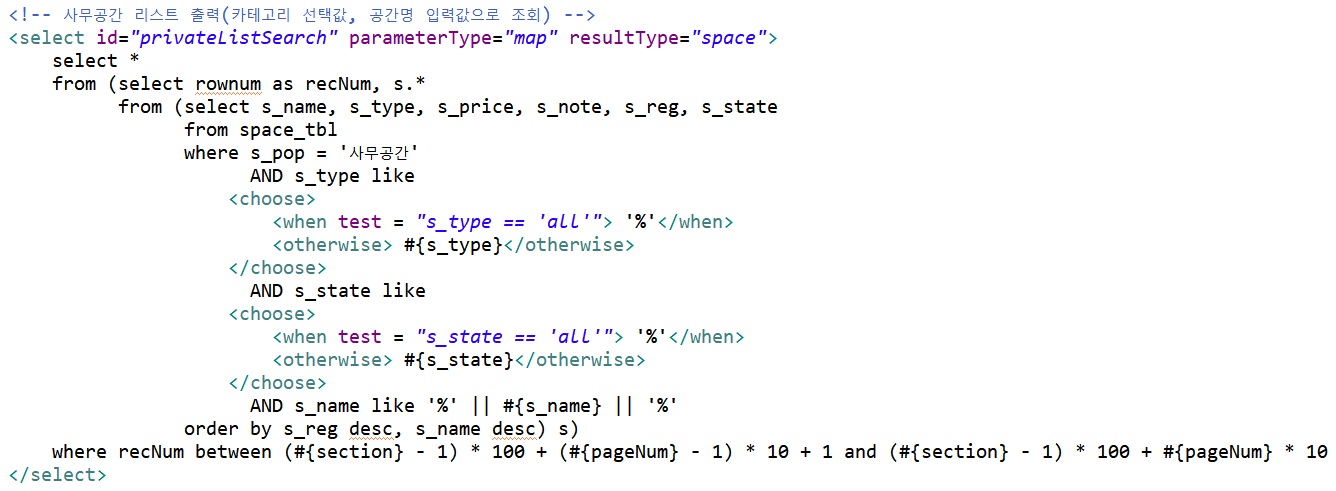 <!-- 사무공간 리스트 출력(카테고리 선택값, 공간명 입력값으로 조회) -->
<select id="privateListSearch" parameterType="map" resultType="space">
    select *
    from (select rownum as recNum, s.*
          from (select s_name, s_type, s_price, s_note, s_reg, s_state
                from space_tbl
                where s_pop = '사무공간'
                      AND s_type like
                    <choose>
                        <when test = "s_type == 'all'"> '%'</when>
                        <otherwise> #{s_type}</otherwise>
                    </choose>
                      AND s_state like
                    <choose>
                        <when test = "s_state == 'all'"> '%'</when>
                        <otherwise> #{s_state}</otherwise>
                    </choose>
                      AND s_name like '%' || #{s_name} || '%'
                order by s_reg desc, s_name desc) s)
    where recNum between (#{section} - 1) * 100 + (#{pageNum} - 1) * 10 + 1 and (#{section} - 1) * 100 + #{pageNum} * 10
</select>